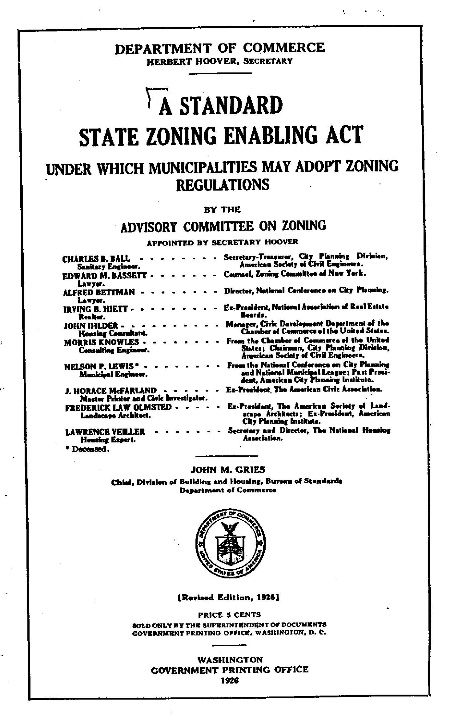 DEPARTMENT OF COMMERCE
HERBERT HOOVER, SECRETARY
A STANDARD
STATE ZONING ENABLING ACT
UNDER WHICH MUNICIPALITIES MAY ADOPT ZONING
REGULATIONS
BY THE
ADVISORY COMMITTEE ON ZONING
APPOINTED BY SECRETARY HOOVER
CHARLES B. BALL - - - - - - - - Secretary-Treasurer, City Planning Division,
Sanitary Engineer. American Society of Civil Engineers.
EDWARD M. BASSETT - - - - - - - Counsel, Zoning Committee of New York.
Lawyer.
ALFRED BETTMAN - - - - - - - - Director, National Conference on City Planning.
Lawyer.
IRVING B. HIETT - - - - - - - - Ex-President, National Association of Real Estate
Realtor. Boards.
JOHN IHLDER - - - - - - - - - Manager, Civic Development Department of the
Housing Consultant. Chamber of Commerce of the United States.
MORRIS KNOWLES - - - - - - - From the Chamber of Commerce of the United
Consulting Engineer. States; Chairman, City Planning Division,
American Society of Civil Engineers.
NELSON P. LEWIS* - - - - - - - - From the National Conference on City Planning
Municipal Engineer. and National Municipal League; Past President, American City Planning Institute.
J. HORACE McFARLAND - - - - - - Ex-President, The American Civic Association.
Master Printer and Civic Investigator.
FREDERICK LAW OLMSTED - - - - - Ex-President, The American Society of Land-
Landscape Architect. scape Architects; Ex-President, American
City Planning Institute.
LAWRENCE VEILLER - - - - - - - Secretary and Director, The National Housing
Housing Expert. Association.
* Deceased.
JOHN M. GRIES
Chief, Division of Building and Housing, Bureau of Standards
Department of Commerce
DEPARTMENT OF COMMERCE
UNITED STATES OF AMERICA
[Revised Edition, 1926]
PRICE 5 CENTS
SOLD ONLY BY THE SUPERINTENDENT OF DOCUMENTS
GOVERNMENT PRINTING OFFICE, WASHINGTON, D. C.
WASHINGTON
GOVERNMENT PRINTING OFFICE
1926